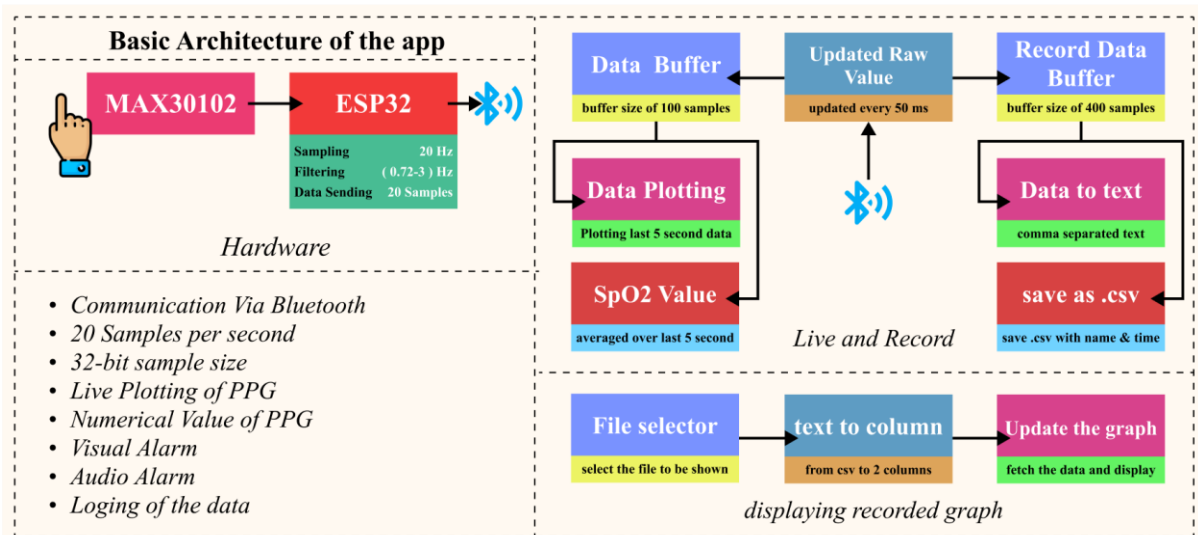 Basic Architecture of the app
MAX30102
ESP32
Sampling 20 Hz
Filtering ( 0.72-3 ) Hz
Data Sending 20 Samples
Hardware
• Communication Via Bluetooth
• 20 Samples per second
• 32-bit sample size
• Live Plotting of PPG
• Numerical Value of PPG
• Visual Alarm
• Audio Alarm
• Loging of the data
Data Buffer
buffer size of 100 samples
Updated Raw
Value
updated every 50 ms
Record Data
Buffer
buffer size of 400 samples
Data Plotting
Plotting last 5 second data
Data to text
comma separated text
SpO2 Value
averaged over last 5 second
save as .csv
save .csv with name & time
Live and Record
File selector
select the file to be shown
text to column
from csv to 2 columns
Update the graph
fetch the data and display
displaying recorded graph